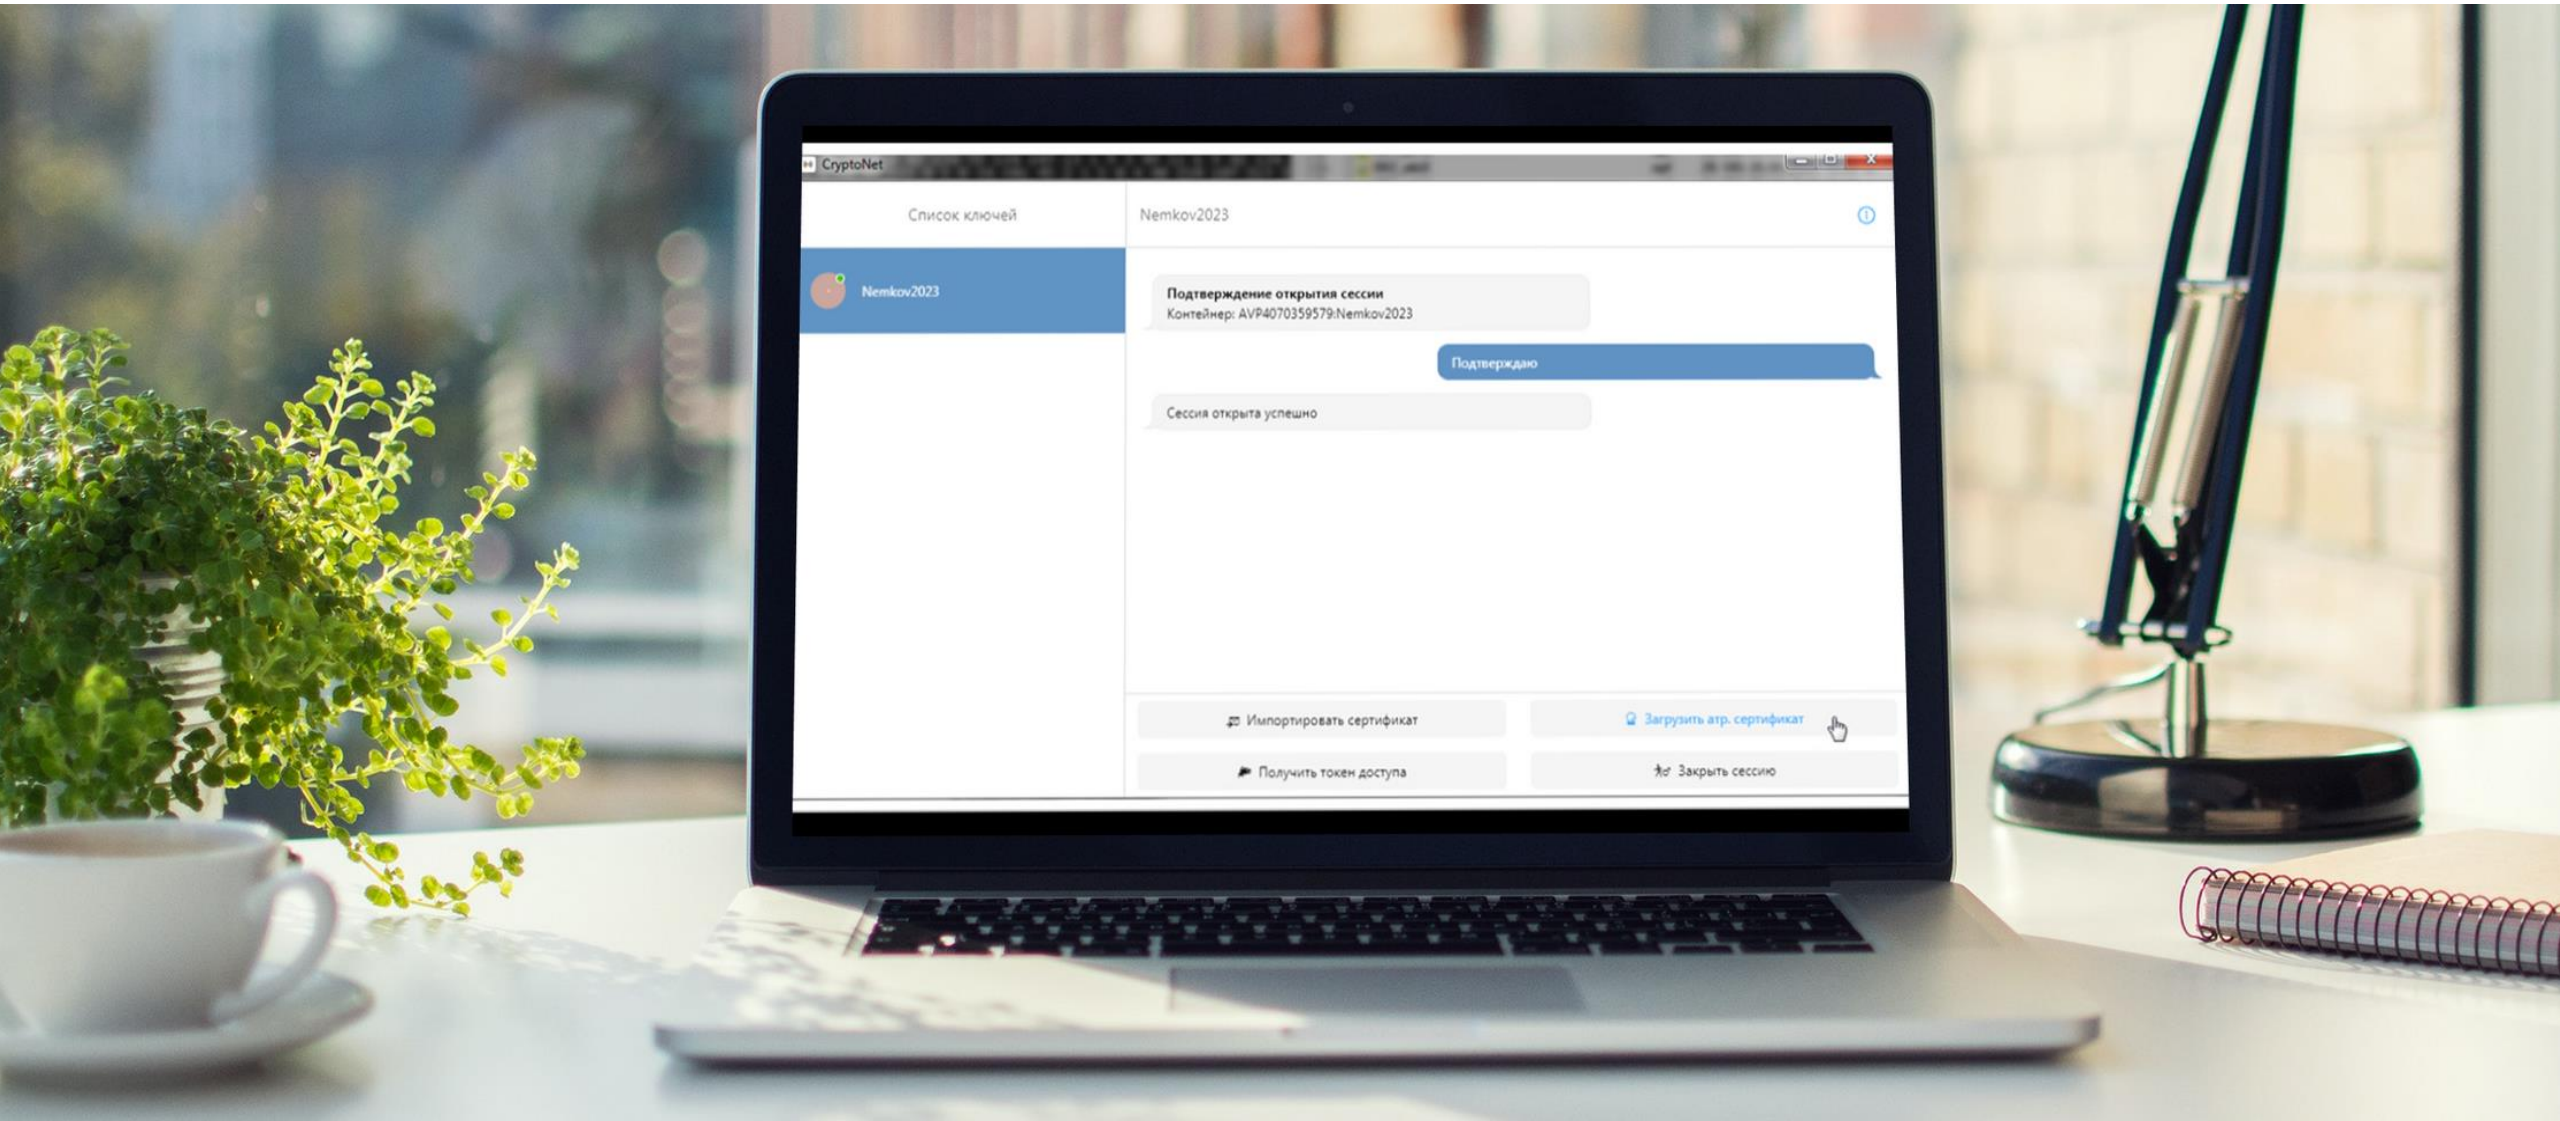 CryptoNet
Список ключей
Nemkov2023
Nemkov2023
Подтверждение открытия сессии
Контейнер: AVP4070359579:Nemkov2023
Подтверждаю
Сессия открыта успешно
Импортировать сертификат
Загрузить атр. сертификат
Получить токен доступа
Закрыть сессию